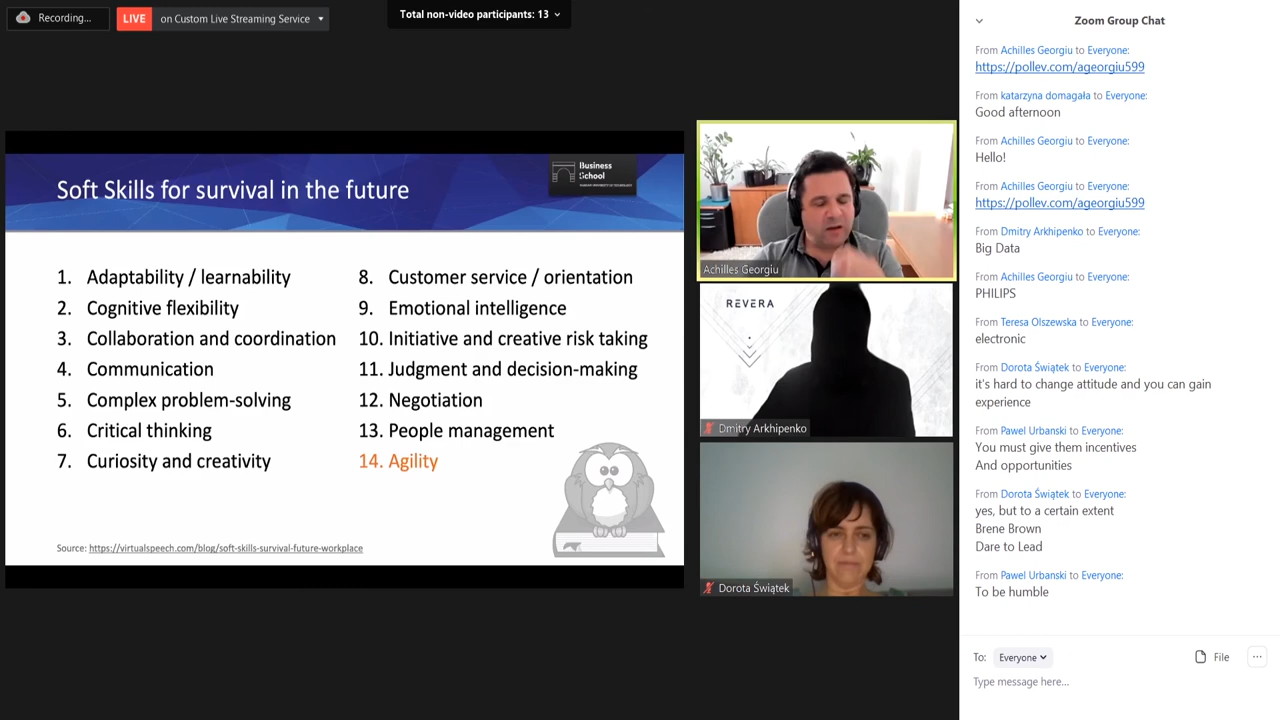 Recording...
LIVE
on Custom Live Streaming Service
Total non-video participants: 13
Soft Skills for survival in the future
Business
School
WARSAW UNIVERSITY OF TECHNOLOGY
1. Adaptability / learnability
2. Cognitive flexibility
3. Collaboration and coordination
4. Communication
5. Complex problem-solving
6. Critical thinking
7. Curiosity and creativity
8. Customer service / orientation
9. Emotional intelligence
10. Initiative and creative risk taking
11. Judgment and decision-making
12. Negotiation
13. People management
14. Agility
Source: https://virtualspeech.com/blog/soft-skills-survival-future-workplace
Achilles Georgiu
REVERA
Dmitry Arkhipenko
Dorota Świątek
Zoom Group Chat
From Achilles Georgiu to Everyone:
https://pollev.com/ageorgiu599
From katarzyna domagała to Everyone:
Good afternoon
From Achilles Georgiu to Everyone:
Hello!
From Achilles Georgiu to Everyone:
https://pollev.com/ageorgiu599
From Dmitry Arkhipenko to Everyone:
Big Data
From Achilles Georgiu to Everyone:
PHILIPS
From Teresa Olszewska to Everyone:
electronic
From Dorota Świątek to Everyone:
it's hard to change attitude and you can gain
experience
From Pawel Urbanski to Everyone:
You must give them incentives
And opportunities
From Dorota Świątek to Everyone:
yes, but to a certain extent
Brene Brown
Dare to Lead
From Pawel Urbanski to Everyone:
To be humble
To: Everyone
File
...
Type message here...